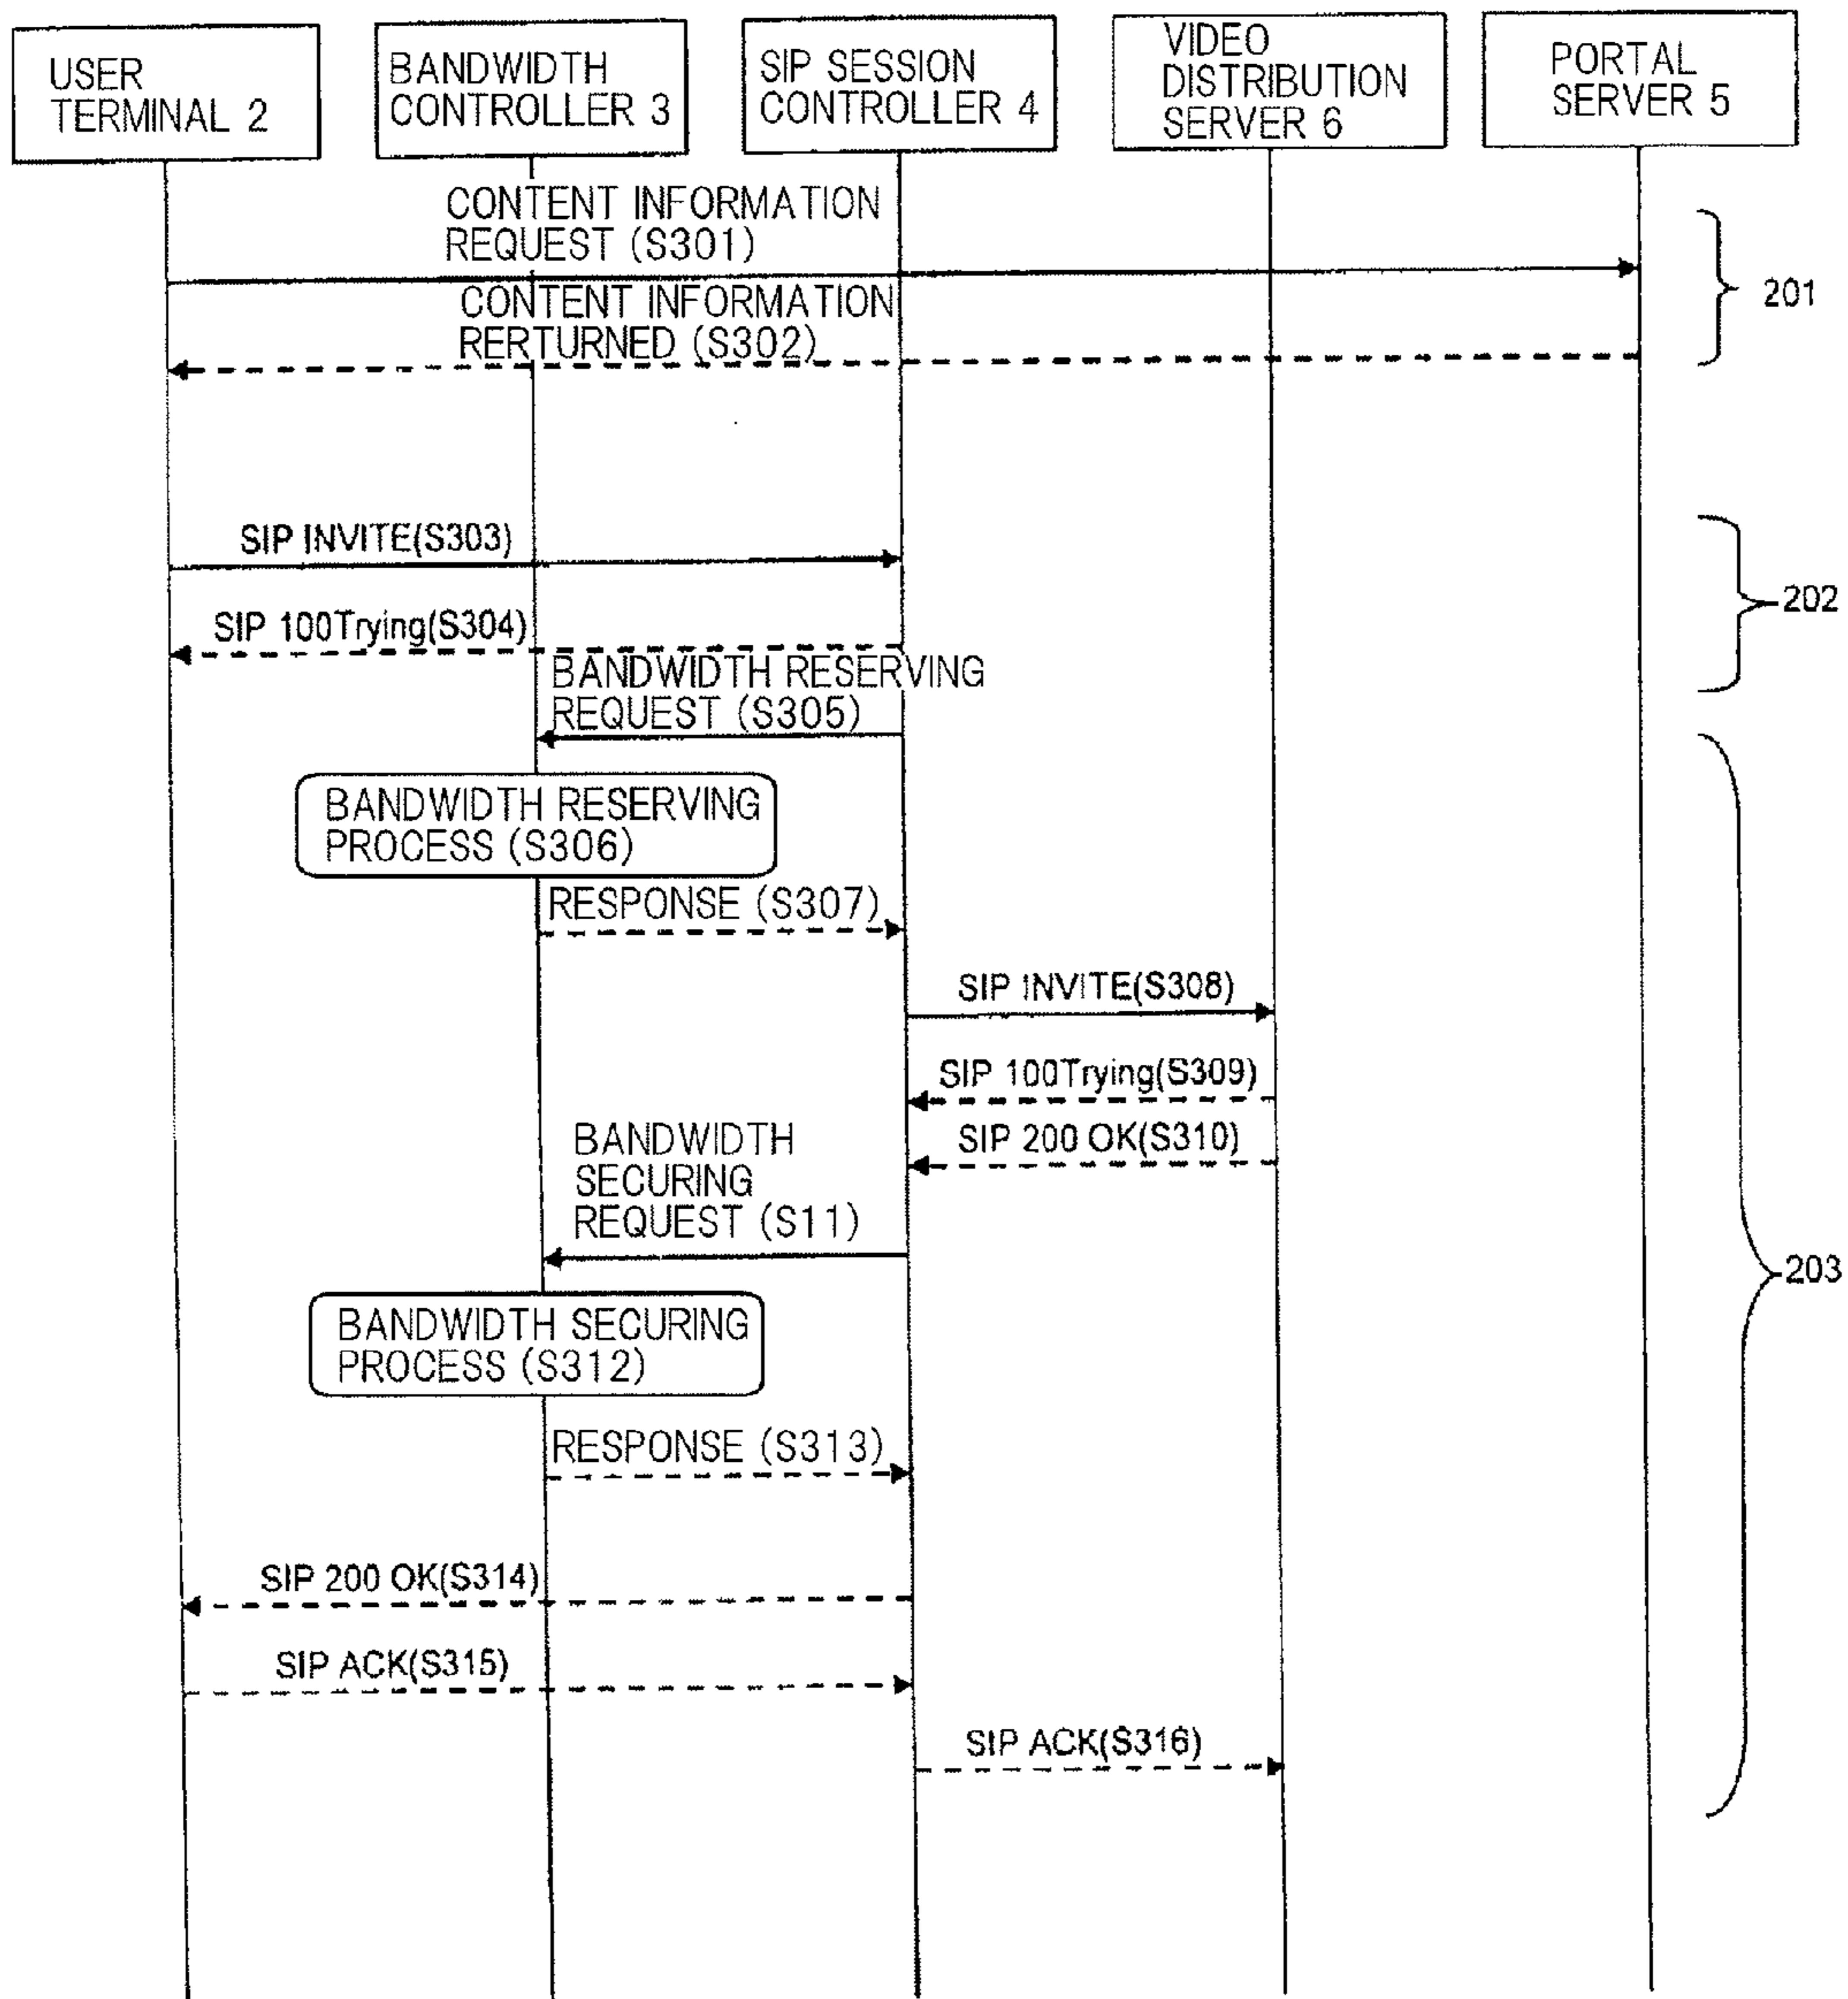 USER
TERMINAL 2
BANDWIDTH
CONTROLLER 3
SIP SESSION
CONTROLLER 4
VIDEO
DISTRIBUTION
SERVER 6
PORTAL
SERVER 5
CONTENT INFORMATION
REQUEST (S301)
CONTENT INFORMATION
RERTURNED (S302)
201
SIP INVITE(S303)
SIP 100Trying(S304)
202
BANDWIDTH RESERVING
REQUEST (S305)
BANDWIDTH RESERVING
PROCESS (S306)
RESPONSE (S307)
SIP INVITE(S308)
SIP 100Trying(S309)
SIP 200 OK(S310)
BANDWIDTH
SECURING
REQUEST (S11)
203
BANDWIDTH SECURING
PROCESS (S312)
RESPONSE (S313)
SIP 200 OK(S314)
SIP ACK(S315)
SIP ACK(S316)